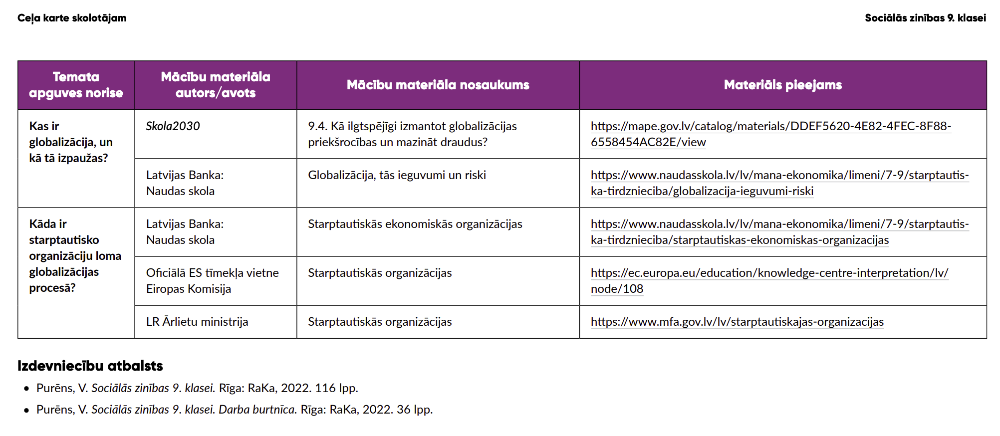 Ceļa karte skolotājam
Sociālās zinības 9. klasei
Temata
apguves norise
Mācību materiāla
autors/avots
Mācību materiāla nosaukums
Materiāls pieejams
Kas ir
globalizācija, un
kā tā izpaužas?
Skola2030
9.4. Kā ilgtspējīgi izmantot globalizācijas
priekšrocības un mazināt draudus?
https://mape.gov.lv/catalog/materials/DDEF5620-4E82-4FEC-8F88-
6558454AC82E/view
Latvijas Banka:
Naudas skola
Globalizācija, tās ieguvumi un riski
https://www.naudasskola.lv/lv/mana-ekonomika/limeni/7-9/starptautis-
ka-tirdznieciba/globalizacija-ieguvumi-riski
Kāda ir
starptautisko
organizāciju loma
globalizācijas
procesā?
Latvijas Banka:
Naudas skola
Starptautiskās ekonomiskās organizācijas
https://www.naudasskola.lv/lv/mana-ekonomika/limeni/7-9/starptautis-
ka-tirdznieciba/starptautiskas-ekonomiskas-organizacijas
Oficiālā ES tīmekļa vietne
Eiropas Komisija
Starptautiskās organizācijas
https://ec.europa.eu/education/knowledge-centre-interpretation/lv/
node/108
LR Ārlietu ministrija
Starptautiskās organizācijas
https://www.mfa.gov.lv/lv/starptautiskajas-organizacijas
Izdevniecību atbalsts
• Purēns, V. Sociālās zinības 9. klasei. Rīga: RaKa, 2022. 116 lpp.
• Purēns, V. Sociālās zinības 9. klasei. Darba burtnīca. Rīga: RaKa, 2022. 36 lpp.